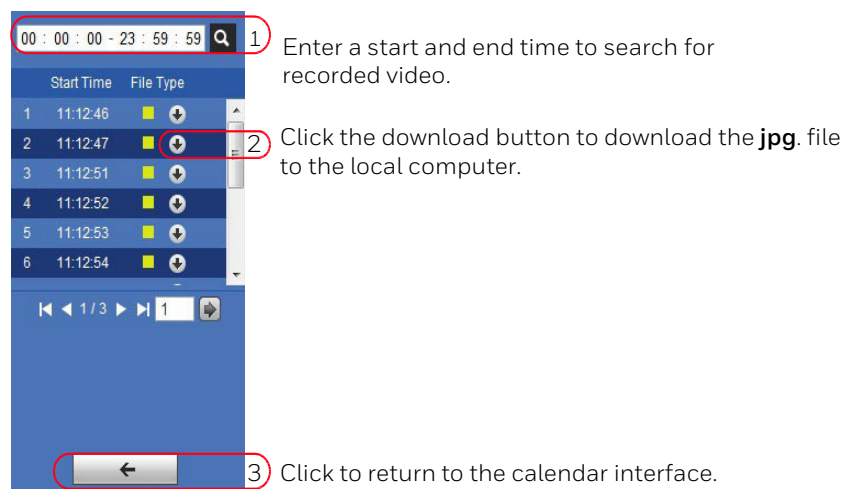 00 : 00 : 00 - 23 : 59 : 59 1
Enter a start and end time to search for
recorded video.
Start Time File Type
1 11:12:46
2 11:12:47 2
Click the download button to download the jpg. file
to the local computer.
3 11:12:51
4 11:12:52
5 11:12:53
6 11:12:54
1 / 3 1
3 Click to return to the calendar interface.